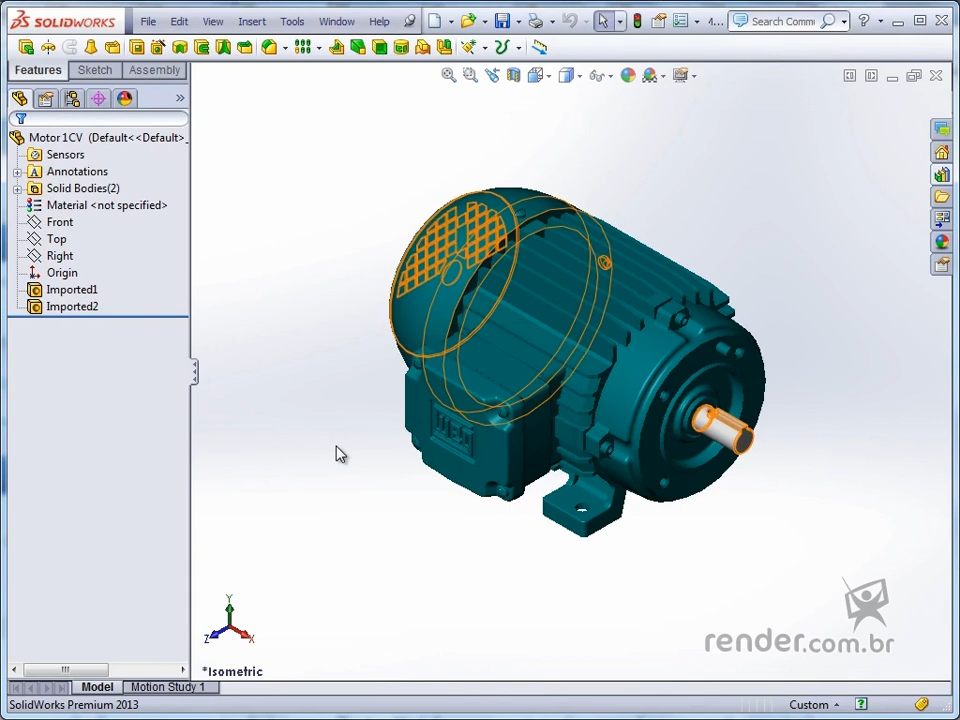 SOLIDWORKS File Edit View Insert Tools Window Help 4... Search Comm
Features Sketch Assembly
Motor 1CV (Default<<Default>_
Sensors
Annotations
Solid Bodies(2)
Material <not specified>
Front
Top
Right
Origin
Imported1
Imported2
WEG
Y
Z X
*Isometric
render.com.br
Model Motion Study 1
SolidWorks Premium 2013 Custom